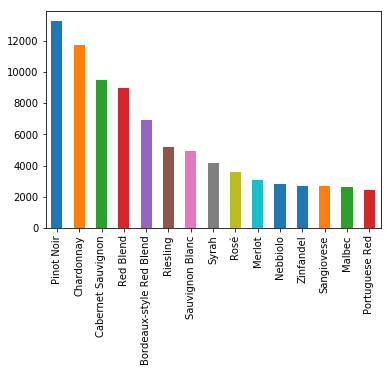 12000
10000
8000
6000
4000
2000
0
Pinot Noir
Chardonnay
Cabernet Sauvignon
Red Blend
Bordeaux-style Red Blend
Riesling
Sauvignon Blanc
Syrah
Rosé
Merlot
Nebbiolo
Zinfandel
Sangiovese
Malbec
Portuguese Red